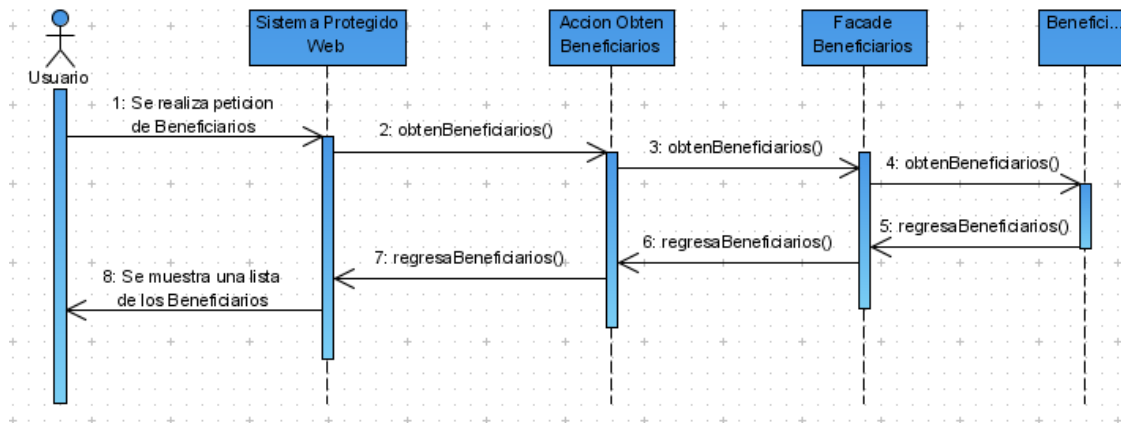 Sistema Protegido
Web
Accion Obten
Beneficiarios
Facade
Beneficiarios
Benefici...
Usuario
1: Se realiza peticion
de Beneficiarios
2: obtenBeneficiarios()
3: obtenBeneficiarios()
4: obtenBeneficiarios()
5: regresaBeneficiarios()
6: regresaBeneficiarios()
7: regresaBeneficiarios()
8: Se muestra una lista
de los Beneficiarios